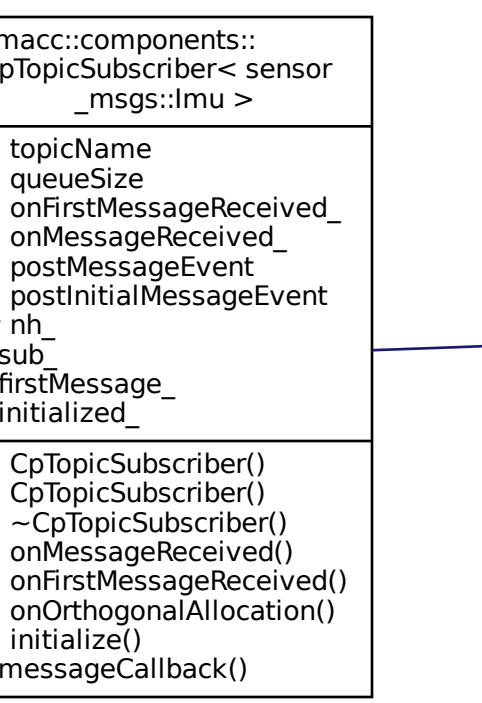 macc::components::
pTopicSubscriber< sensor
_msgs::Imu >
topicName
queueSize
onFirstMessageReceived_
onMessageReceived_
postMessageEvent
postInitialMessageEvent
nh_
sub_
firstMessage_
initialized_
CpTopicSubscriber()
CpTopicSubscriber()
~CpTopicSubscriber()
onMessageReceived()
onFirstMessageReceived()
onOrthogonalAllocation()
initialize()
messageCallback()